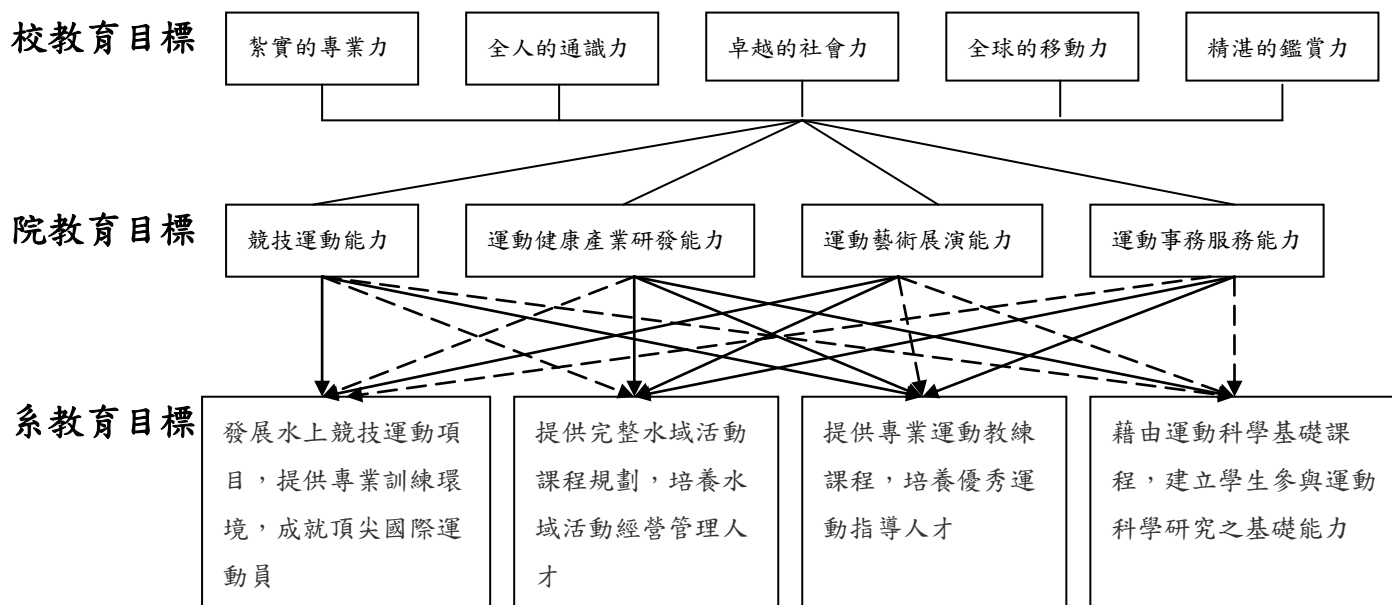 校教育目標
紮實的專業力
全人的通識力
卓越的社會力
全球的移動力
精湛的鑑賞力
院教育目標
競技運動能力
運動健康產業研發能力
運動藝術展演能力
運動事務服務能力
系教育目標
發展水上競技運動項
目,提供專業訓練環
境,成就頂尖國際運
動員
提供完整水域活動
課程規劃,培養水
域活動經營管理人
才
提供專業運動教練
課程,培養優秀運
動指導人才
藉由運動科學基礎課
程,建立學生參與運動
科學研究之基礎能力